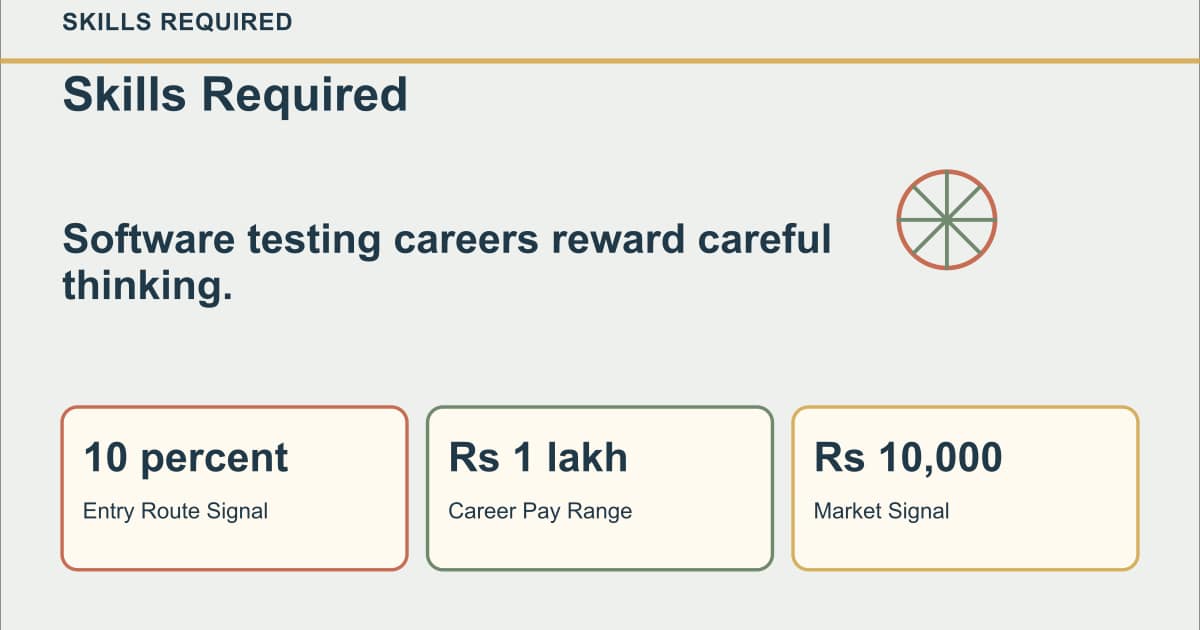 SKILLS REQUIRED
Skills Required
Software testing careers reward careful
thinking.
10 percent
Entry Route Signal
Rs 1 lakh
Career Pay Range
Rs 10,000
Market Signal